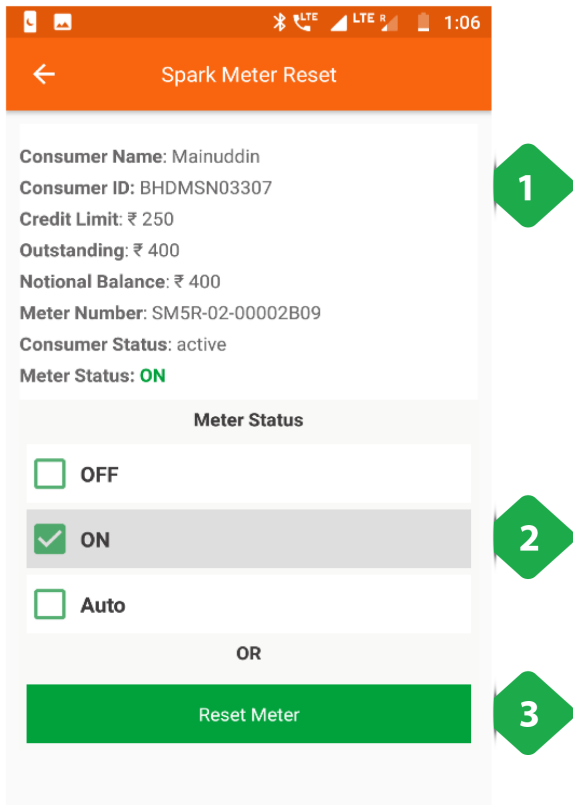 LTE LTE R 1:06
Spark Meter Reset
Consumer Name: Mainuddin
Consumer ID: BHDMSN03307
Credit Limit: ₹ 250
Outstanding: ₹ 400
Notional Balance: ₹ 400
Meter Number: SM5R-02-00002B09
Consumer Status: active
Meter Status: ON
1
Meter Status
OFF
ON
2
Auto
OR
Reset Meter
3